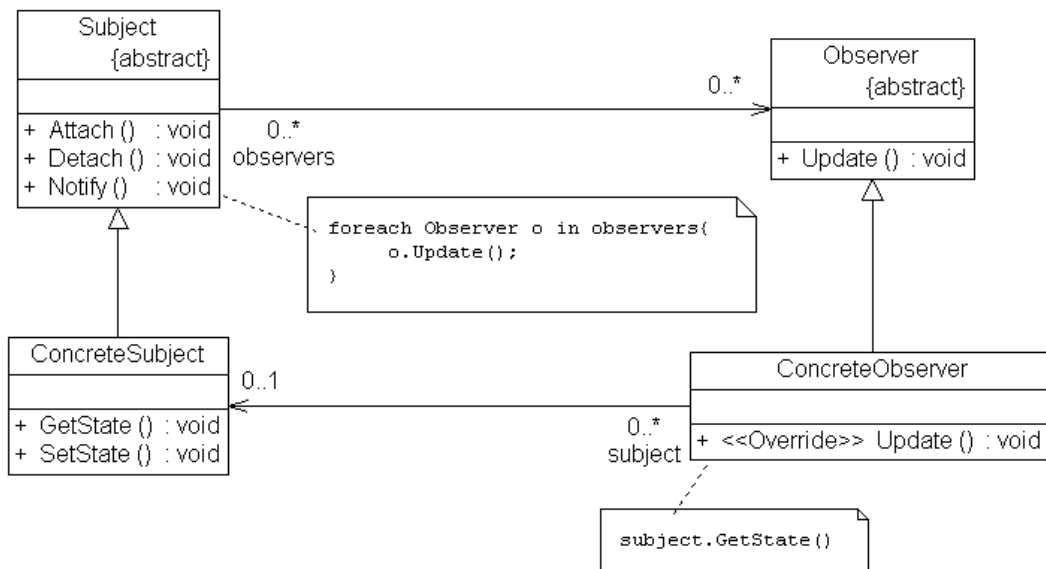 Subject
{abstract}
+ Attach () : void
+ Detach () : void
+ Notify () : void
0..*
observers
0..*
Observer
{abstract}
+ Update () : void
foreach Observer o in observers{
o.Update();
}
ConcreteSubject
+ GetState () : void
+ SetState () : void
0..1
0..*
subject
ConcreteObserver
+ <<Override>> Update () : void
subject.GetState()